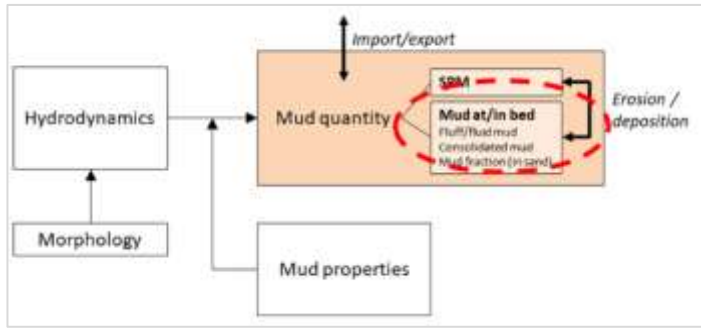 Import/export
SPM
Hydrodynamics
Mud quantity
Mud at/in bed
Fluff/fluid mud
Consolidated mud
Mud fraction (in sand)
Erosion /
deposition
Morphology
Mud properties